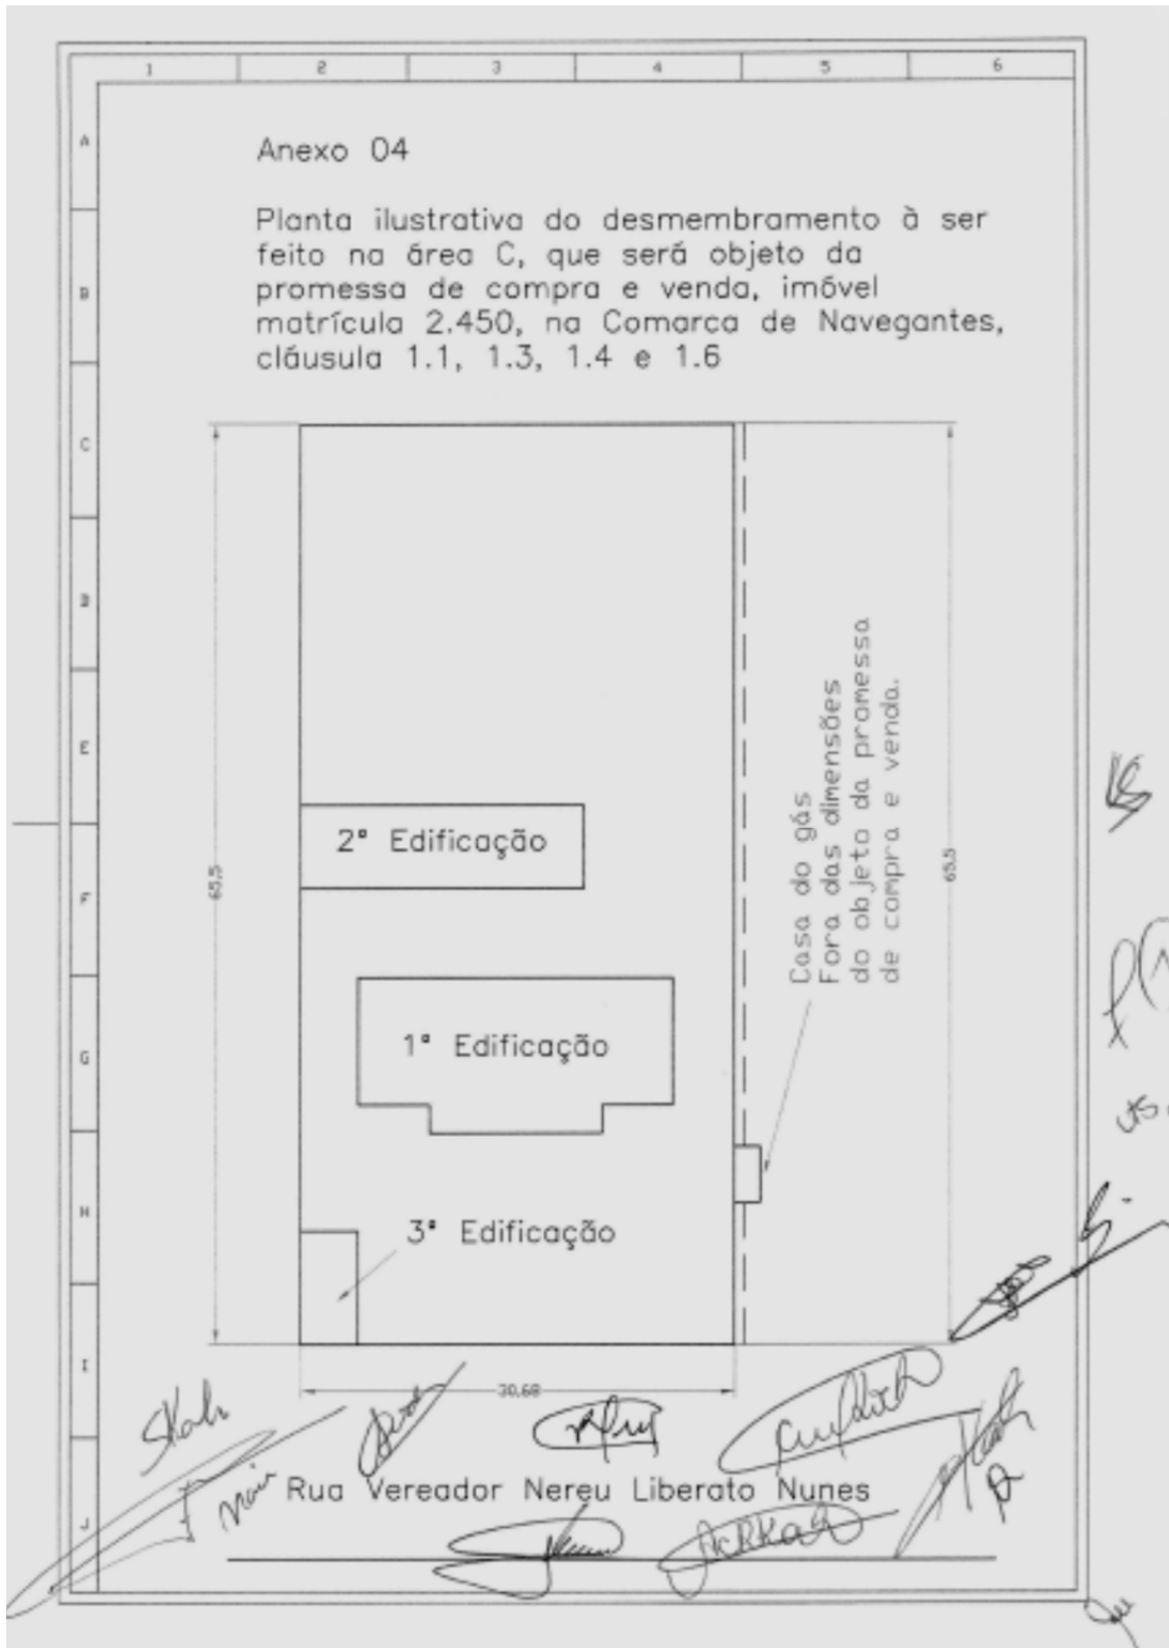 1 2 3 4 5 6
A
B
C
D
E
F
G
H
I
J
Anexo 04
Planta ilustrativa do desmembramento à ser
feito na área C, que será objeto da
promessa de compra e venda, imóvel
matrícula 2.450, na Comarca de Navegantes,
cláusula 1.1, 1.3, 1.4 e 1.6
65,5
2ª Edificação
1ª Edificação
3ª Edificação
Casa do gás
Fora das dimensões
do objeto da promessa
de compra e venda.
65,5
30,68
Rua Vereador Nereu Liberato Nunes